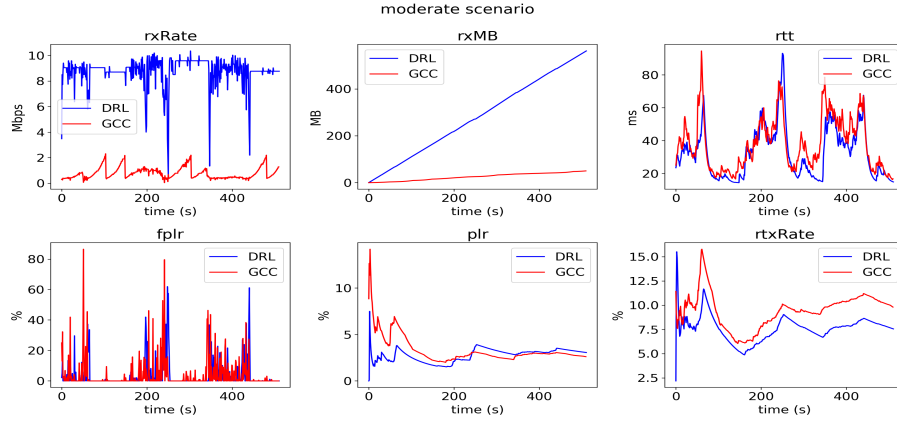 moderate scenario
rxRate
Mbps
10
8
6
4
2
0
DRL
GCC
0 200 400
time (s)
rxMB
MB
400
200
0
DRL
GCC
0 200 400
time (s)
rtt
ms
80
60
40
20
DRL
GCC
0 200 400
time (s)
fplr
%
80
60
40
20
0
DRL
GCC
0 200 400
time (s)
plr
%
10
5
0
DRL
GCC
0 200 400
time (s)
rtxRate
%
15.0
12.5
10.0
7.5
5.0
2.5
DRL
GCC
0 200 400
time (s)